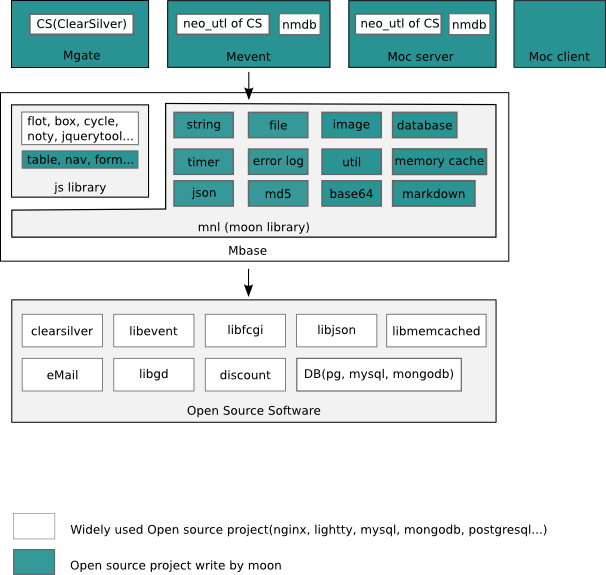 CS(ClearSilver)
Mgate
neo_utl of CS
nmdb
Mevent
neo_utl of CS
nmdb
Moc server
Moc client
flot, box, cycle,
noty, jquerytool...
table, nav, form...
js library
string
file
image
database
timer
error log
util
memory cache
json
md5
base64
markdown
mnl (moon library)
Mbase
clearsilver
libevent
libfcgi
libjson
libmemcached
eMail
libgd
discount
DB(pg, mysql, mongodb)
Open Source Software
Widely used Open source project(nginx, lightty, mysql, mongodb, postgresql...)
Open source project write by moon